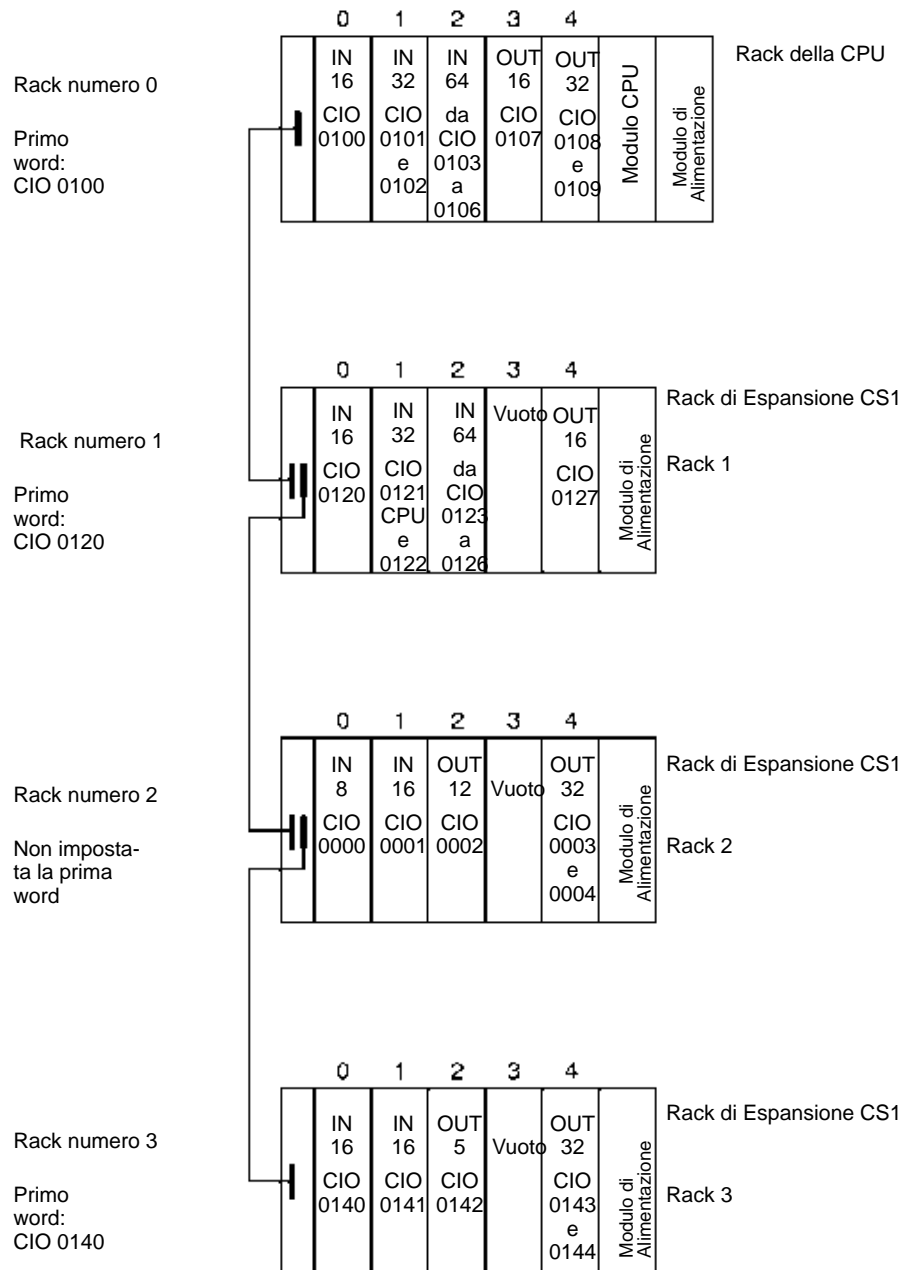 0 1 2 3 4
Rack della CPU
Rack numero 0
Primo
word:
CIO 0100
IN
16
CIO
0100
IN
32
CIO
0101
e
0102
IN
64
da
CIO
0103
a
0106
OUT
16
CIO
0107
OUT
32
CIO
0108
e
0109
Modulo CPU
Modulo di
Alimentazione
0 1 2 3 4
Rack di Espansione CS1
Rack 1
Rack numero 1
Primo
word:
CIO 0120
IN
16
CIO
0120
IN
32
CIO
0121
CPU
e
0122
IN
64
da
CIO
0123
a
0126
Vuoto
OUT
16
CIO
0127
Modulo di
Alimentazione
0 1 2 3 4
Rack di Espansione CS1
Rack 2
Rack numero 2
Non imposta-
ta la prima
word
IN
8
CIO
0000
IN
16
CIO
0001
OUT
12
CIO
0002
Vuoto
OUT
32
CIO
0003
e
0004
Modulo di
Alimentazione
0 1 2 3 4
Rack di Espansione CS1
Rack 3
Rack numero 3
Primo
word:
CIO 0140
IN
16
CIO
0140
IN
16
CIO
0141
OUT
5
CIO
0142
Vuoto
OUT
32
CIO
0143
e
0144
Modulo di
Alimentazione